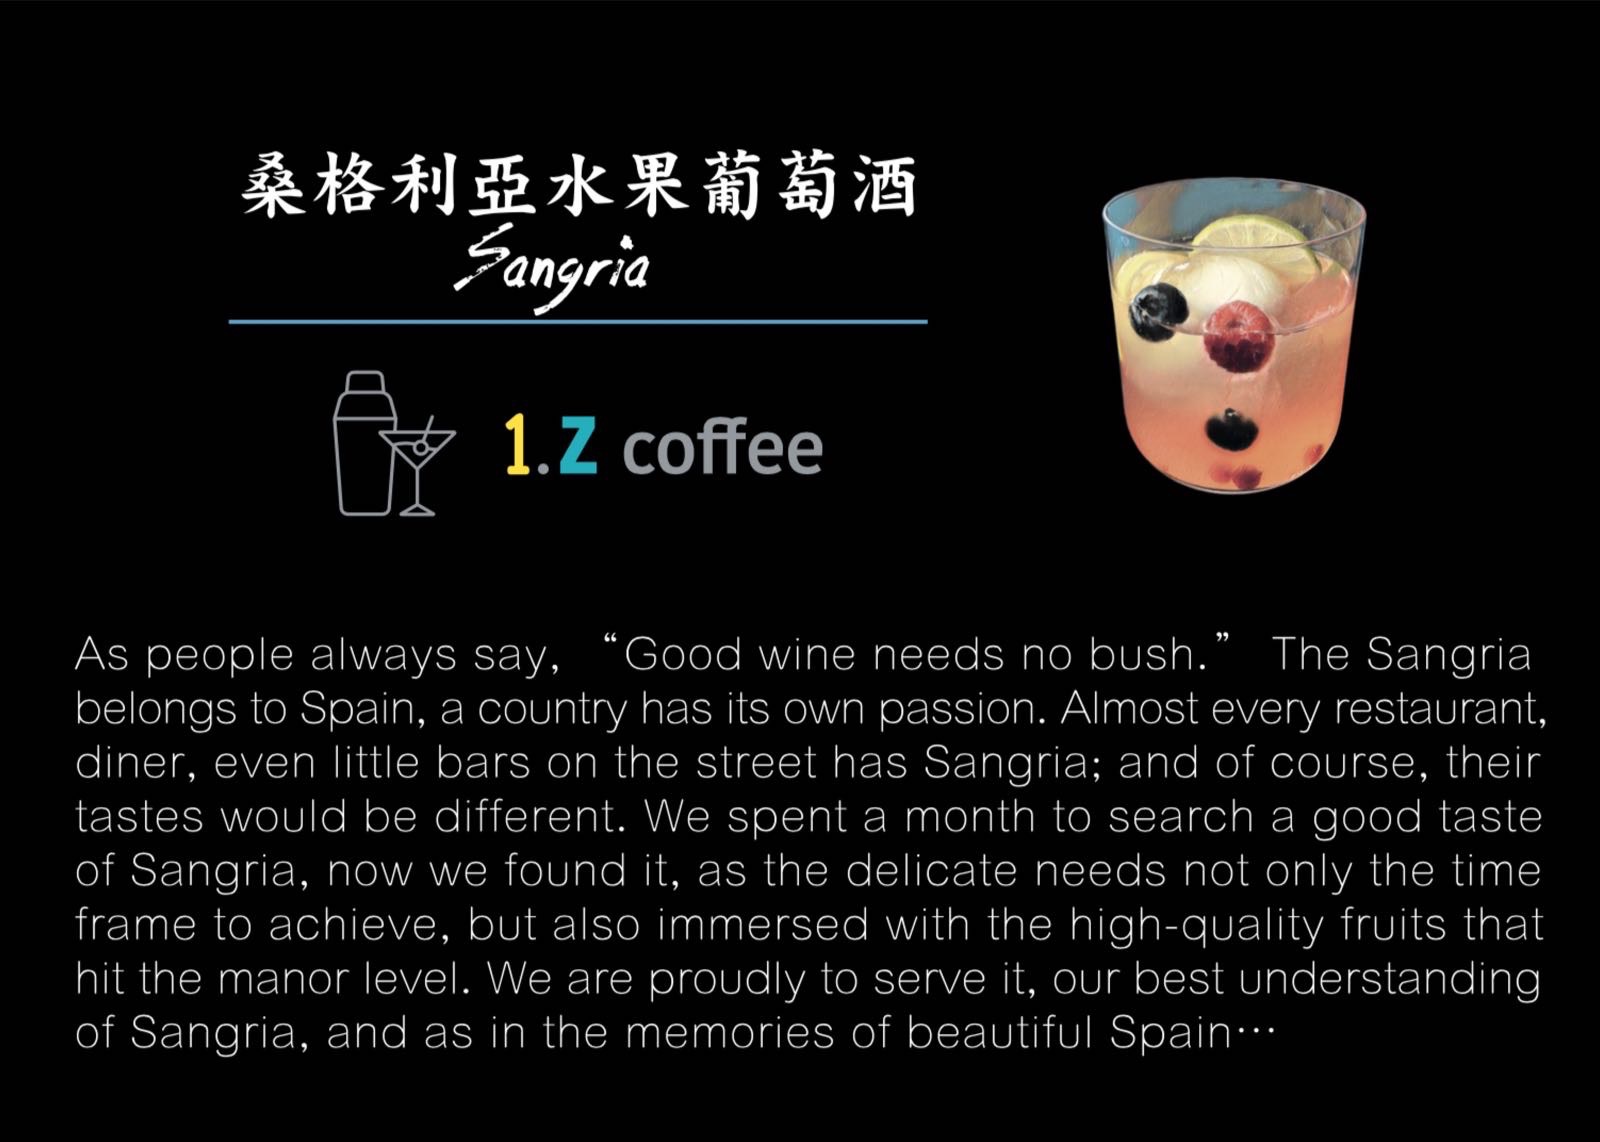 桑格利亞水果葡萄酒
Sangria
1.Z coffee
As people always say, “Good wine needs no bush.” The Sangria
belongs to Spain, a country has its own passion. Almost every restaurant,
diner, even little bars on the street has Sangria; and of course, their
tastes would be different. We spent a month to search a good taste
of Sangria, now we found it, as the delicate needs not only the time
frame to achieve, but also immersed with the high-quality fruits that
hit the manor level. We are proudly to serve it, our best understanding
of Sangria, and as in the memories of beautiful Spain⋯